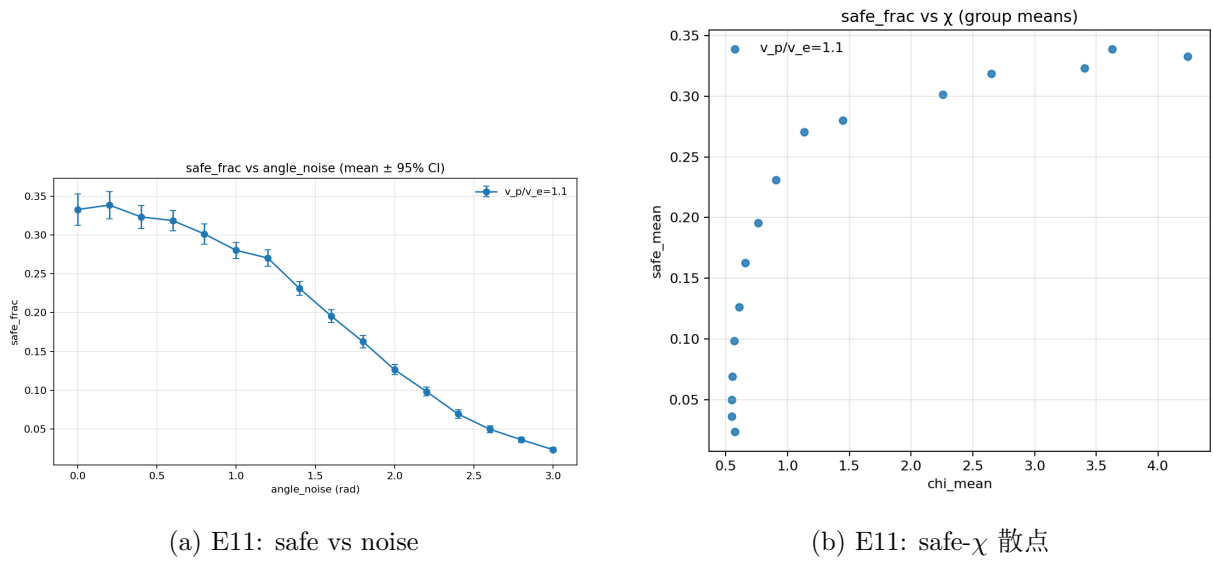 safe_frac vs angle_noise (mean ± 95% CI)
v_p/v_e=1.1
0.35
0.30
0.25
0.20
0.15
0.10
0.05
safe_frac
0.0
0.5
1.0
1.5
2.0
2.5
3.0
angle_noise (rad)
(a) E11: safe vs noise
safe_frac vs χ (group means)
v_p/v_e=1.1
0.35
0.30
0.25
0.20
0.15
0.10
0.05
safe_mean
0.5
1.0
1.5
2.0
2.5
3.0
3.5
4.0
chi_mean
(b) E11: safe-χ 散点